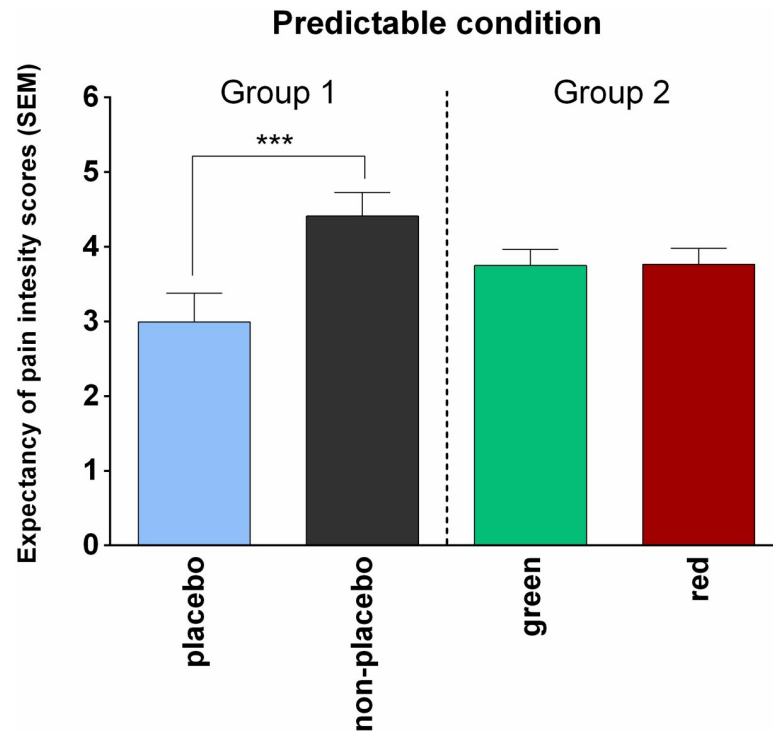 Predictable condition
Group 1
Group 2
***
Expectancy of pain intesity scores (SEM)
6
5
4
3
2
1
0
placebo
non-placebo
green
red